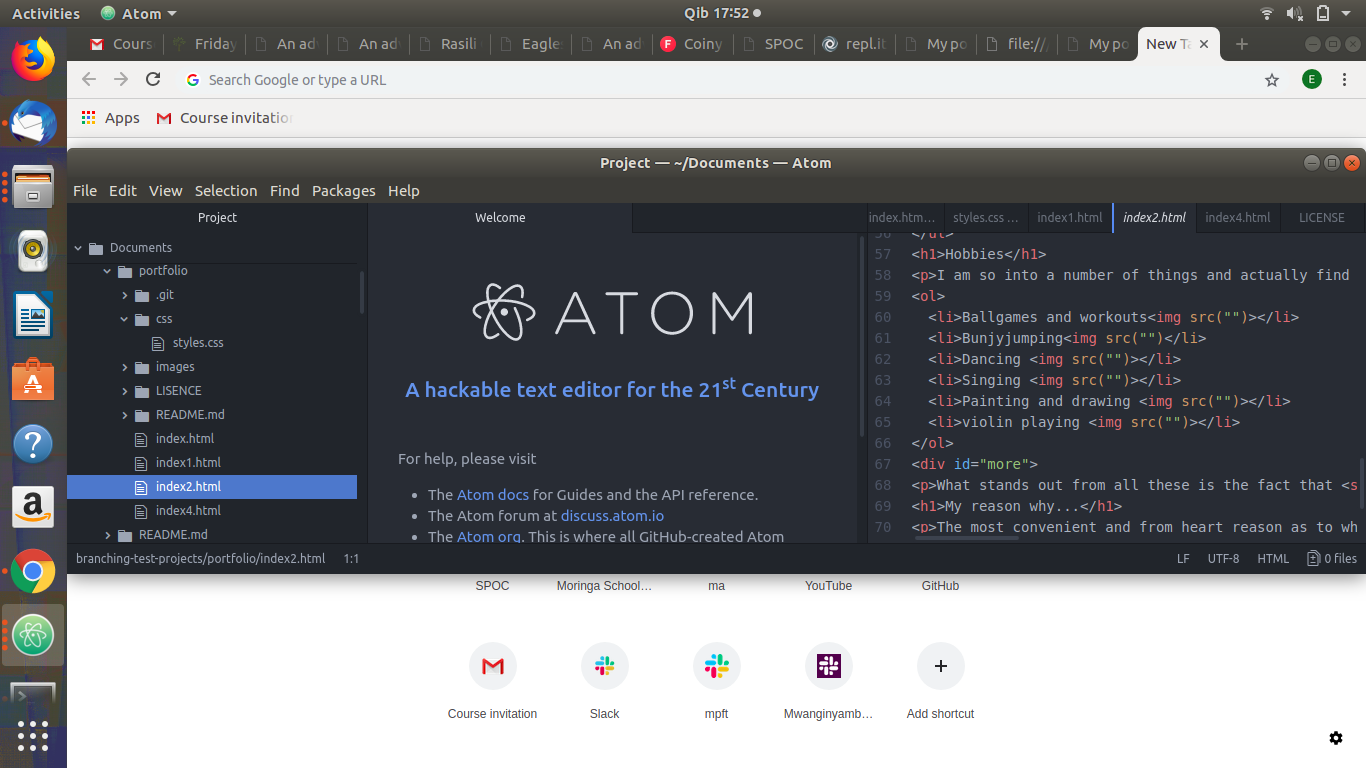 Activities Atom Qib 17:52
Cours Friday An ad An ad Rasili Eagle An ad Coiny SPOC repl.it My po file:// My po New Ta
Search Google or type a URL E
Apps Course invitation
Project — ~/Documents — Atom
File Edit View Selection Find Packages Help
Project Welcome index.htm... styles.css ... index1.html index2.html index4.html LICENSE
Documents
portfolio
.git
css
styles.css
images
LISENCE
README.md
index.html
index1.html
index2.html
index4.html
README.md
ATOM
A hackable text editor for the 21st Century
For help, please visit
• The Atom docs for Guides and the API reference.
• The Atom forum at discuss.atom.io
• The Atom org. This is where all GitHub-created Atom
56 </ul>
57 <h1>Hobbies</h1>
58 <p>I am so into a number of things and actually find
59 <ol>
60 <li>Ballgames and workouts<img src("")></li>
61 <li>Bunjyjumping<img src("")</li>
62 <li>Dancing <img src("")></li>
63 <li>Singing <img src("")></li>
64 <li>Painting and drawing <img src("")></li>
65 <li>violin playing <img src("")></li>
66 </ol>
67 <div id="more">
68 <p>What stands out from all these is the fact that <s
69 <h1>My reason why...</h1>
70 <p>The most convenient and from heart reason as to wh
branching-test-projects/portfolio/index2.html 1:1 LF UTF-8 HTML 0 files
SPOC Moringa School... ma YouTube GitHub
Course invitation Slack mpft Mwanginyamb... Add shortcut